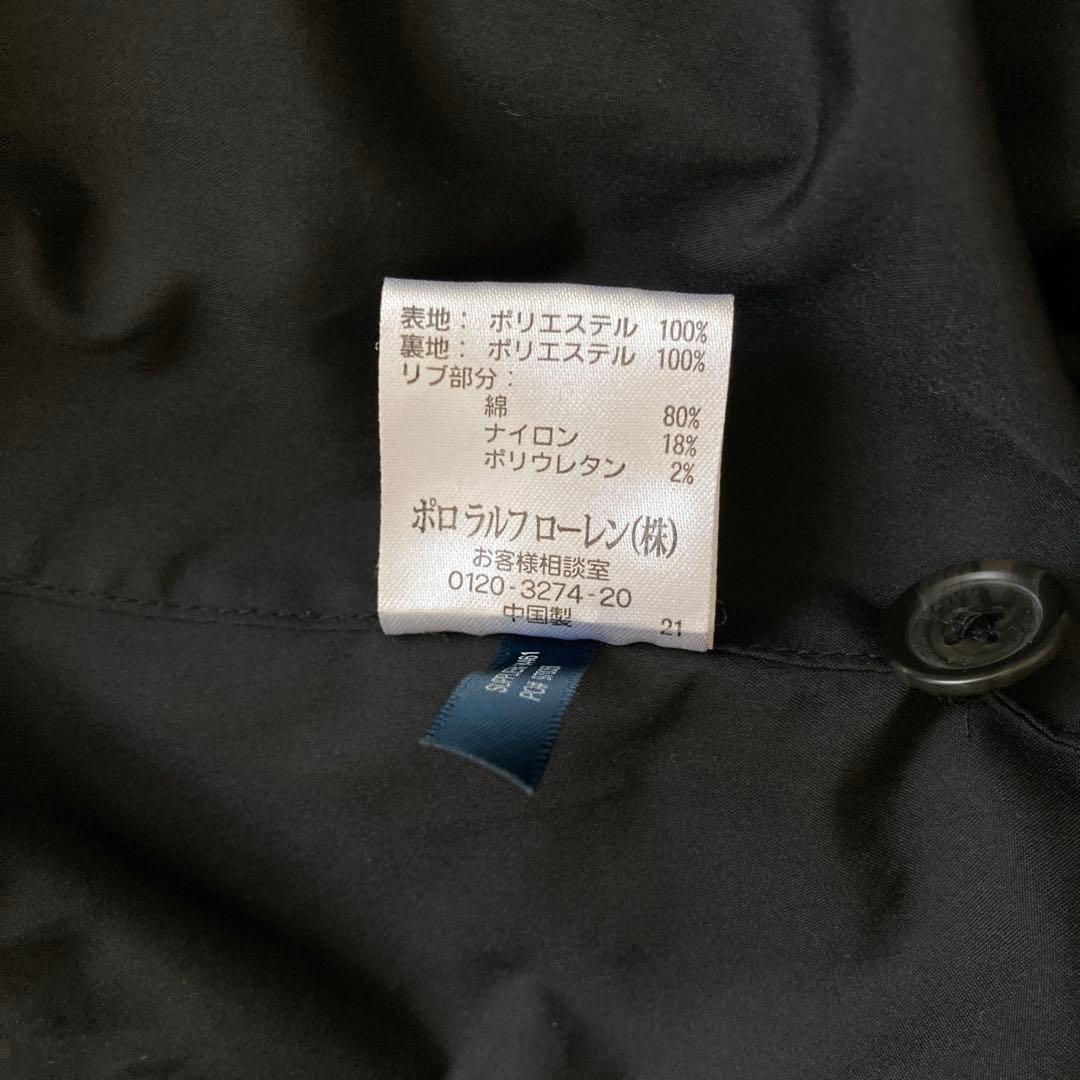 表地： ポリエステル 100%
裏地： ポリエステル 100%
リブ部分：
綿 80%
ナイロン 18%
ポリウレタン 2%
ポロ ラルフ ローレン(株)
お客様相談室
0120-3274-20
中国製 21
PO#